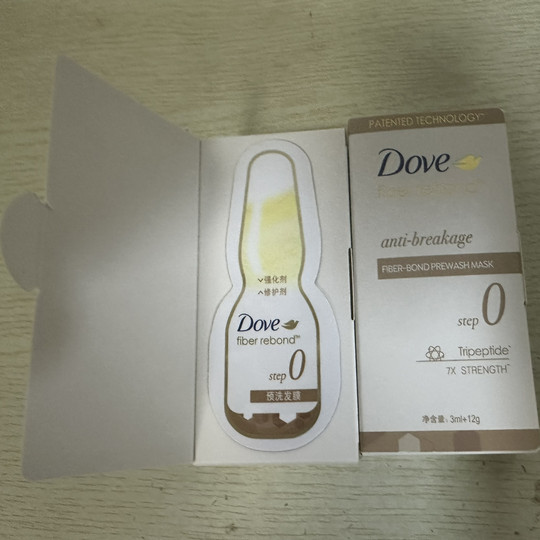 强化剂
修护剂
Dove
fiber rebond™
step 0
预洗发膜
PATENTED TECHNOLOGY™
Dove
anti-breakage
FIBER-BOND PREWASH MASK
step 0
Tripeptide™
7X STRENGTH™
净含量: 3ml+12g